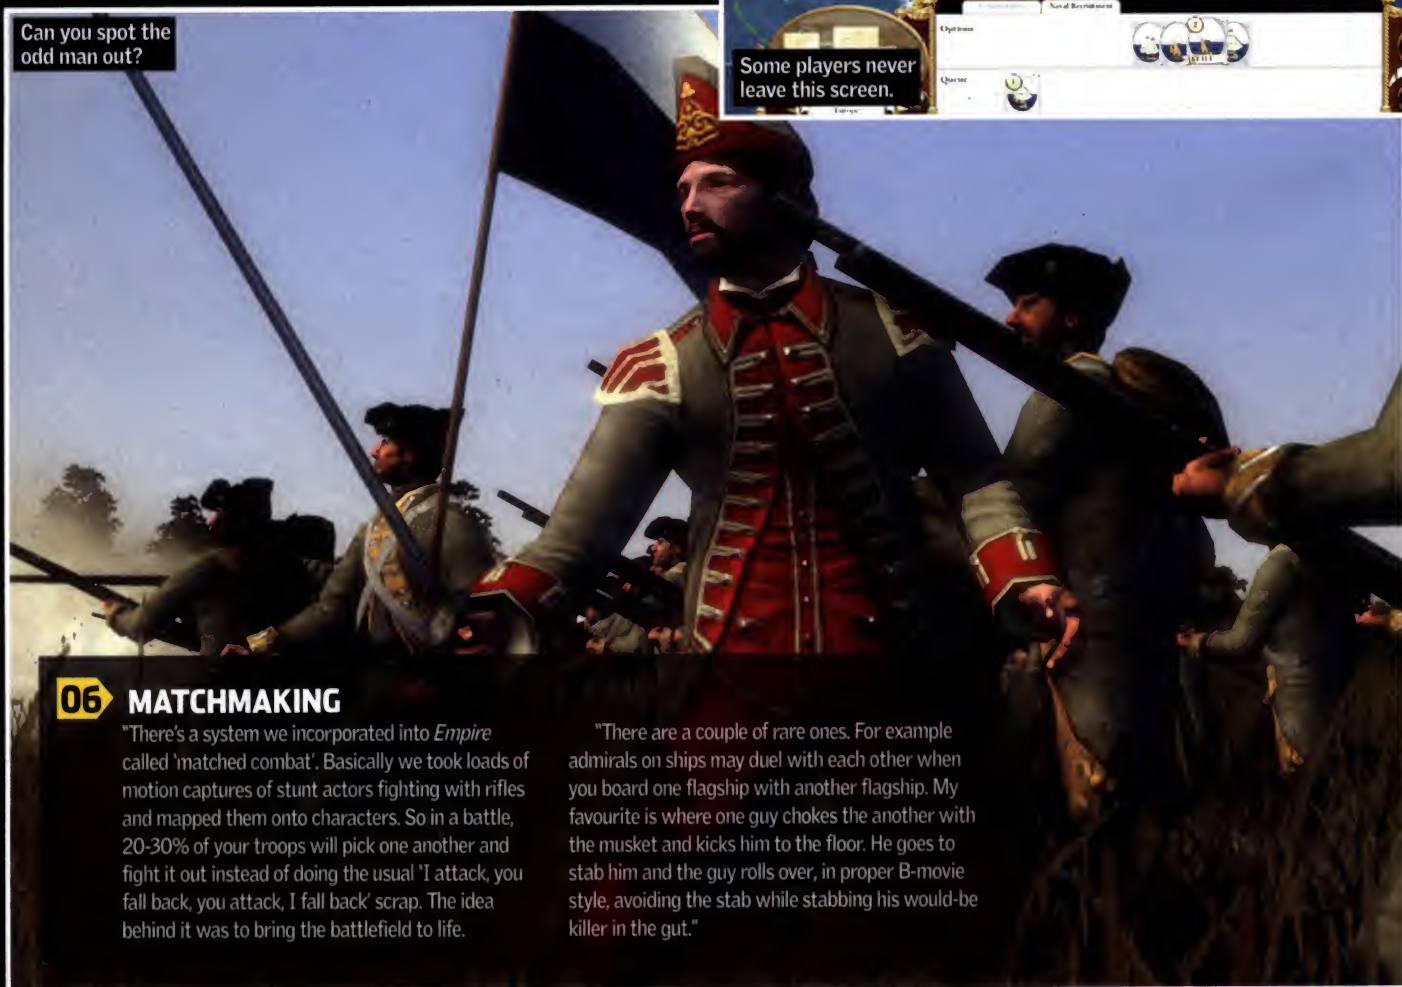 Can you spot the
odd man out?
Naval Recruitment
Options
Some players never
leave this screen.
Queue
Europe
06 MATCHMAKING
"There's a system we incorporated into Empire
called 'matched combat'. Basically we took loads of
motion captures of stunt actors fighting with rifles
and mapped them onto characters. So in a battle,
20-30% of your troops will pick one another and
fight it out instead of doing the usual 'I attack, you
fall back, you attack, I fall back' scrap. The idea
behind it was to bring the battlefield to life.
"There are a couple of rare ones. For example
admirals on ships may duel with each other when
you board one flagship with another flagship. My
favourite is where one guy chokes the another with
the musket and kicks him to the floor. He goes to
stab him and the guy rolls over, in proper B-movie
style, avoiding the stab while stabbing his would-be
killer in the gut."